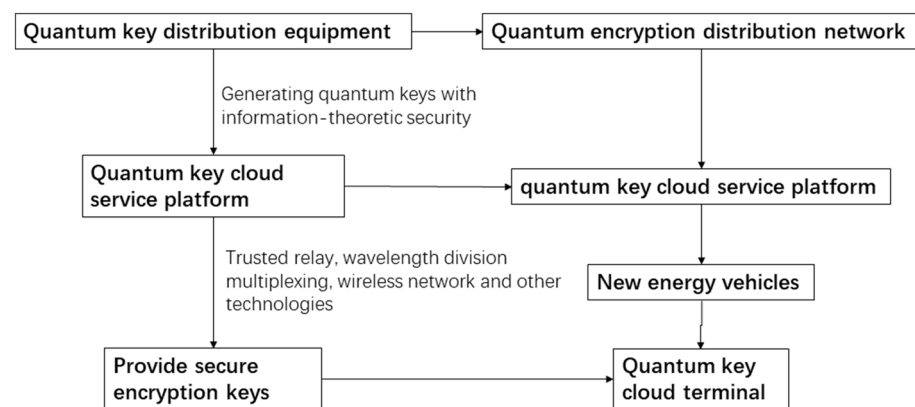 Quantum key distribution equipment
Quantum encryption distribution network
Generating quantum keys with
information-theoretic security
Quantum key cloud
service platform
quantum key cloud service platform
Trusted relay, wavelength division
multiplexing, wireless network and other
technologies
New energy vehicles
Provide secure
encryption keys
Quantum key
cloud terminal